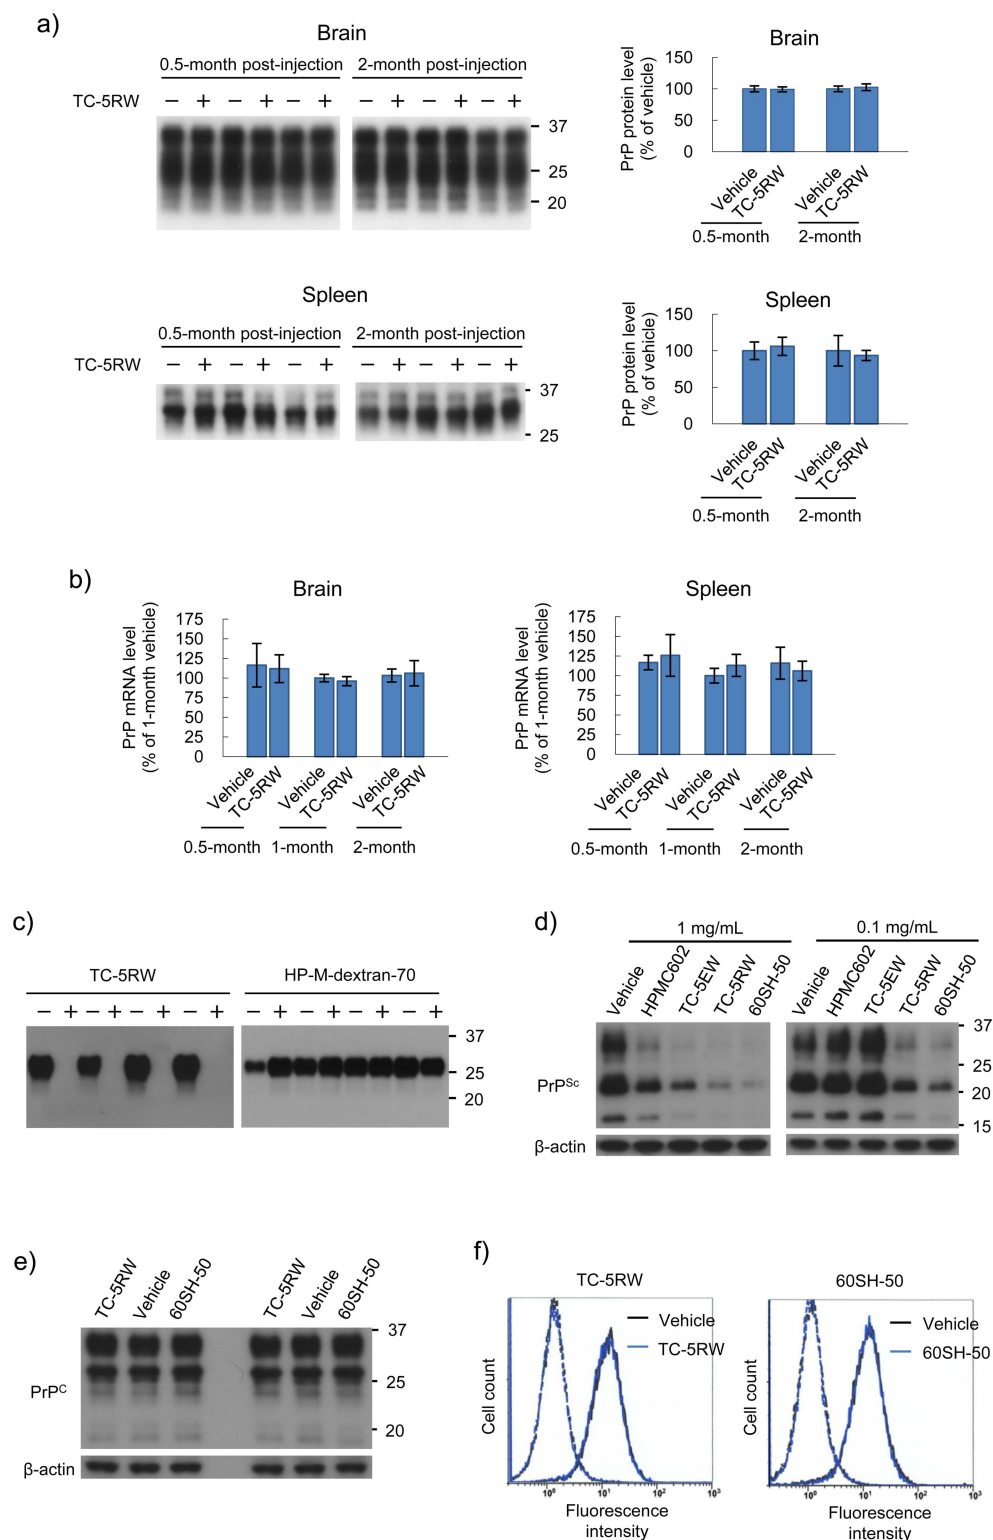 a)
Brain
0.5-month post-injection 2-month post-injection
TC-5RW – + – + – + – + – + – +
37
25
20
Brain
PrP protein level
(% of vehicle)
150
100
50
0
Vehicle TC-5RW Vehicle TC-5RW
0.5-month 2-month
Spleen
0.5-month post-injection 2-month post-injection
TC-5RW – + – + – + – + – + – +
37
25
Spleen
PrP protein level
(% of vehicle)
150
100
50
0
Vehicle TC-5RW Vehicle TC-5RW
0.5-month 2-month
b)
Brain
PrP mRNA level
(% of 1-month vehicle)
175
150
125
100
75
50
25
0
Vehicle TC-5RW Vehicle TC-5RW Vehicle TC-5RW
0.5-month 1-month 2-month
Spleen
PrP mRNA level
(% of 1-month vehicle)
175
150
125
100
75
50
25
0
Vehicle TC-5RW Vehicle TC-5RW Vehicle TC-5RW
0.5-month 1-month 2-month
c)
TC-5RW HP-M-dextran-70
– + – + – + – + – + – + – + – +
37
25
20
d)
1 mg/mL 0.1 mg/mL
Vehicle HPMC602 TC-5EW TC-5RW 60SH-50 Vehicle HPMC602 TC-5EW TC-5RW 60SH-50
PrPSc
37
25
20
15
β-actin
e)
TC-5RW Vehicle 60SH-50 TC-5RW Vehicle 60SH-50
PrPC
37
25
20
β-actin
f)
TC-5RW
Cell count
Vehicle
TC-5RW
10⁰ 10¹ 10² 10³
Fluorescence
intensity
60SH-50
Cell count
Vehicle
60SH-50
10⁰ 10¹ 10² 10³
Fluorescence
intensity